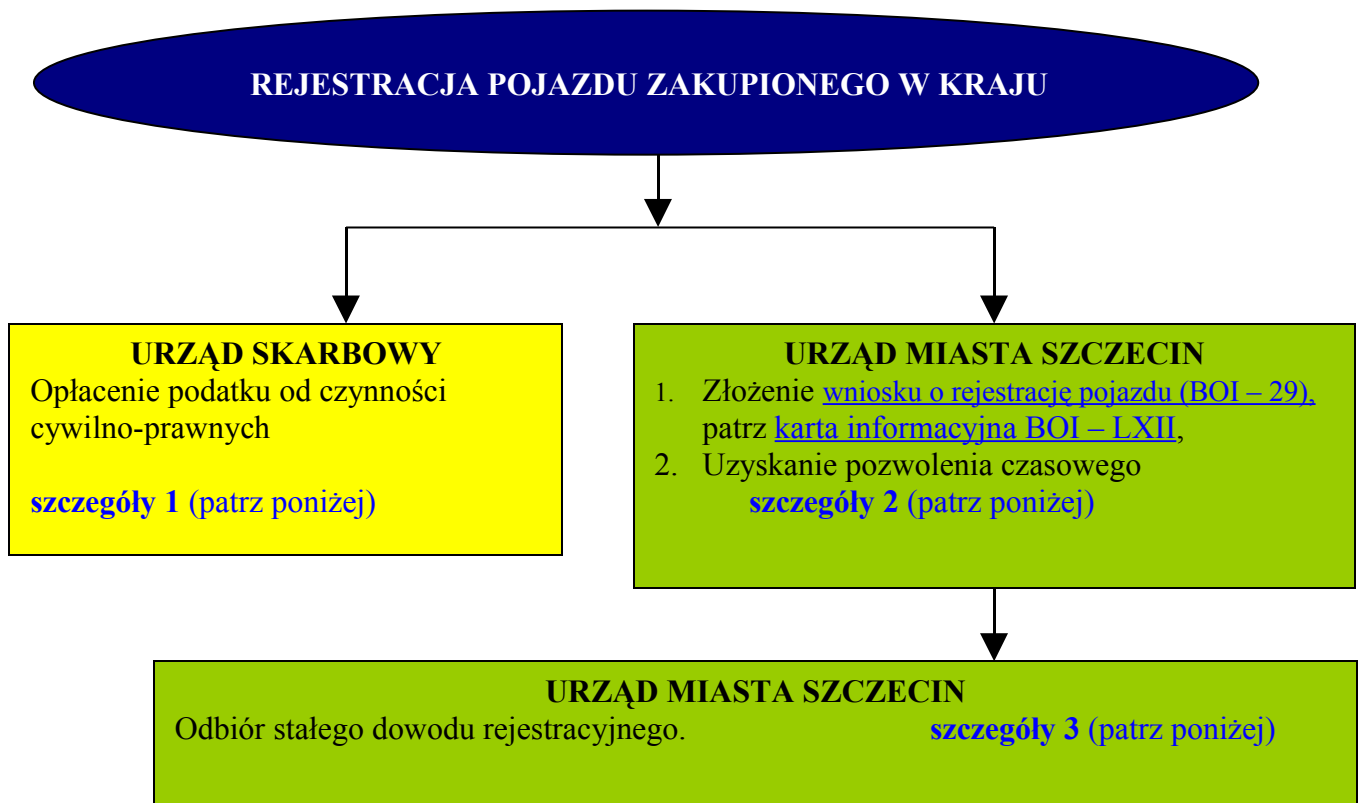 REJESTRACJA POJAZDU ZAKUPIONEGO W KRAJU
URZĄD SKARBOWY
Opłacenie podatku od czynności
cywilno-prawnych
szczegóły 1 (patrz poniżej)
URZĄD MIASTA SZCZECIN
1. Złożenie wniosku o rejestrację pojazdu (BOI – 29),
patrz karta informacyjna BOI – LXII,
2. Uzyskanie pozwolenia czasowego
szczegóły 2 (patrz poniżej)
URZĄD MIASTA SZCZECIN
Odbiór stałego dowodu rejestracyjnego. szczegóły 3 (patrz poniżej)